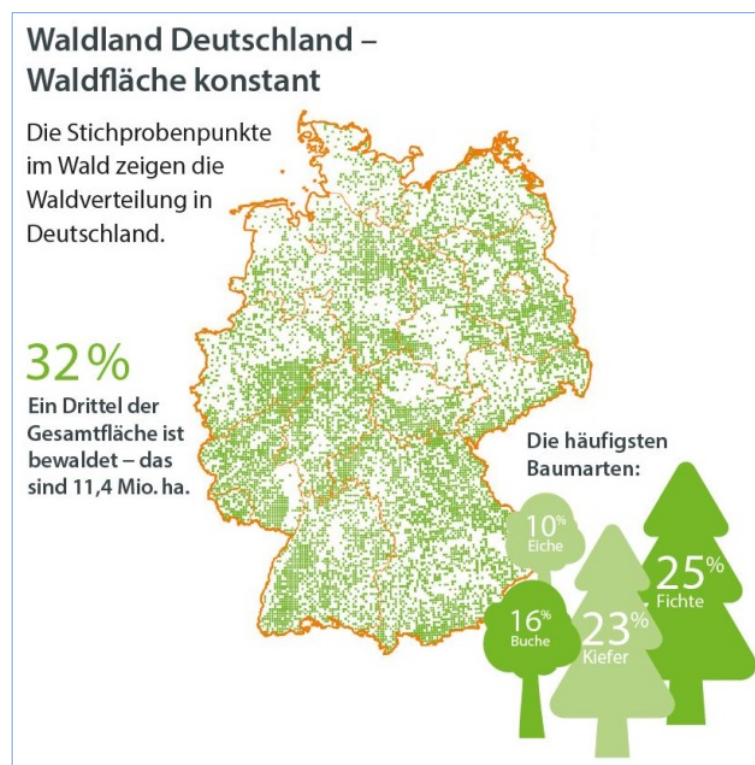 Waldland Deutschland –
Waldfläche konstant
Die Stichprobenpunkte
im Wald zeigen die
Waldverteilung in
Deutschland.
32 %
Ein Drittel der
Gesamtfläche ist
bewaldet – das
sind 11,4 Mio. ha.
Die häufigsten
Baumarten:
10%
Eiche
16%
Buche
23%
Kiefer
25%
Fichte